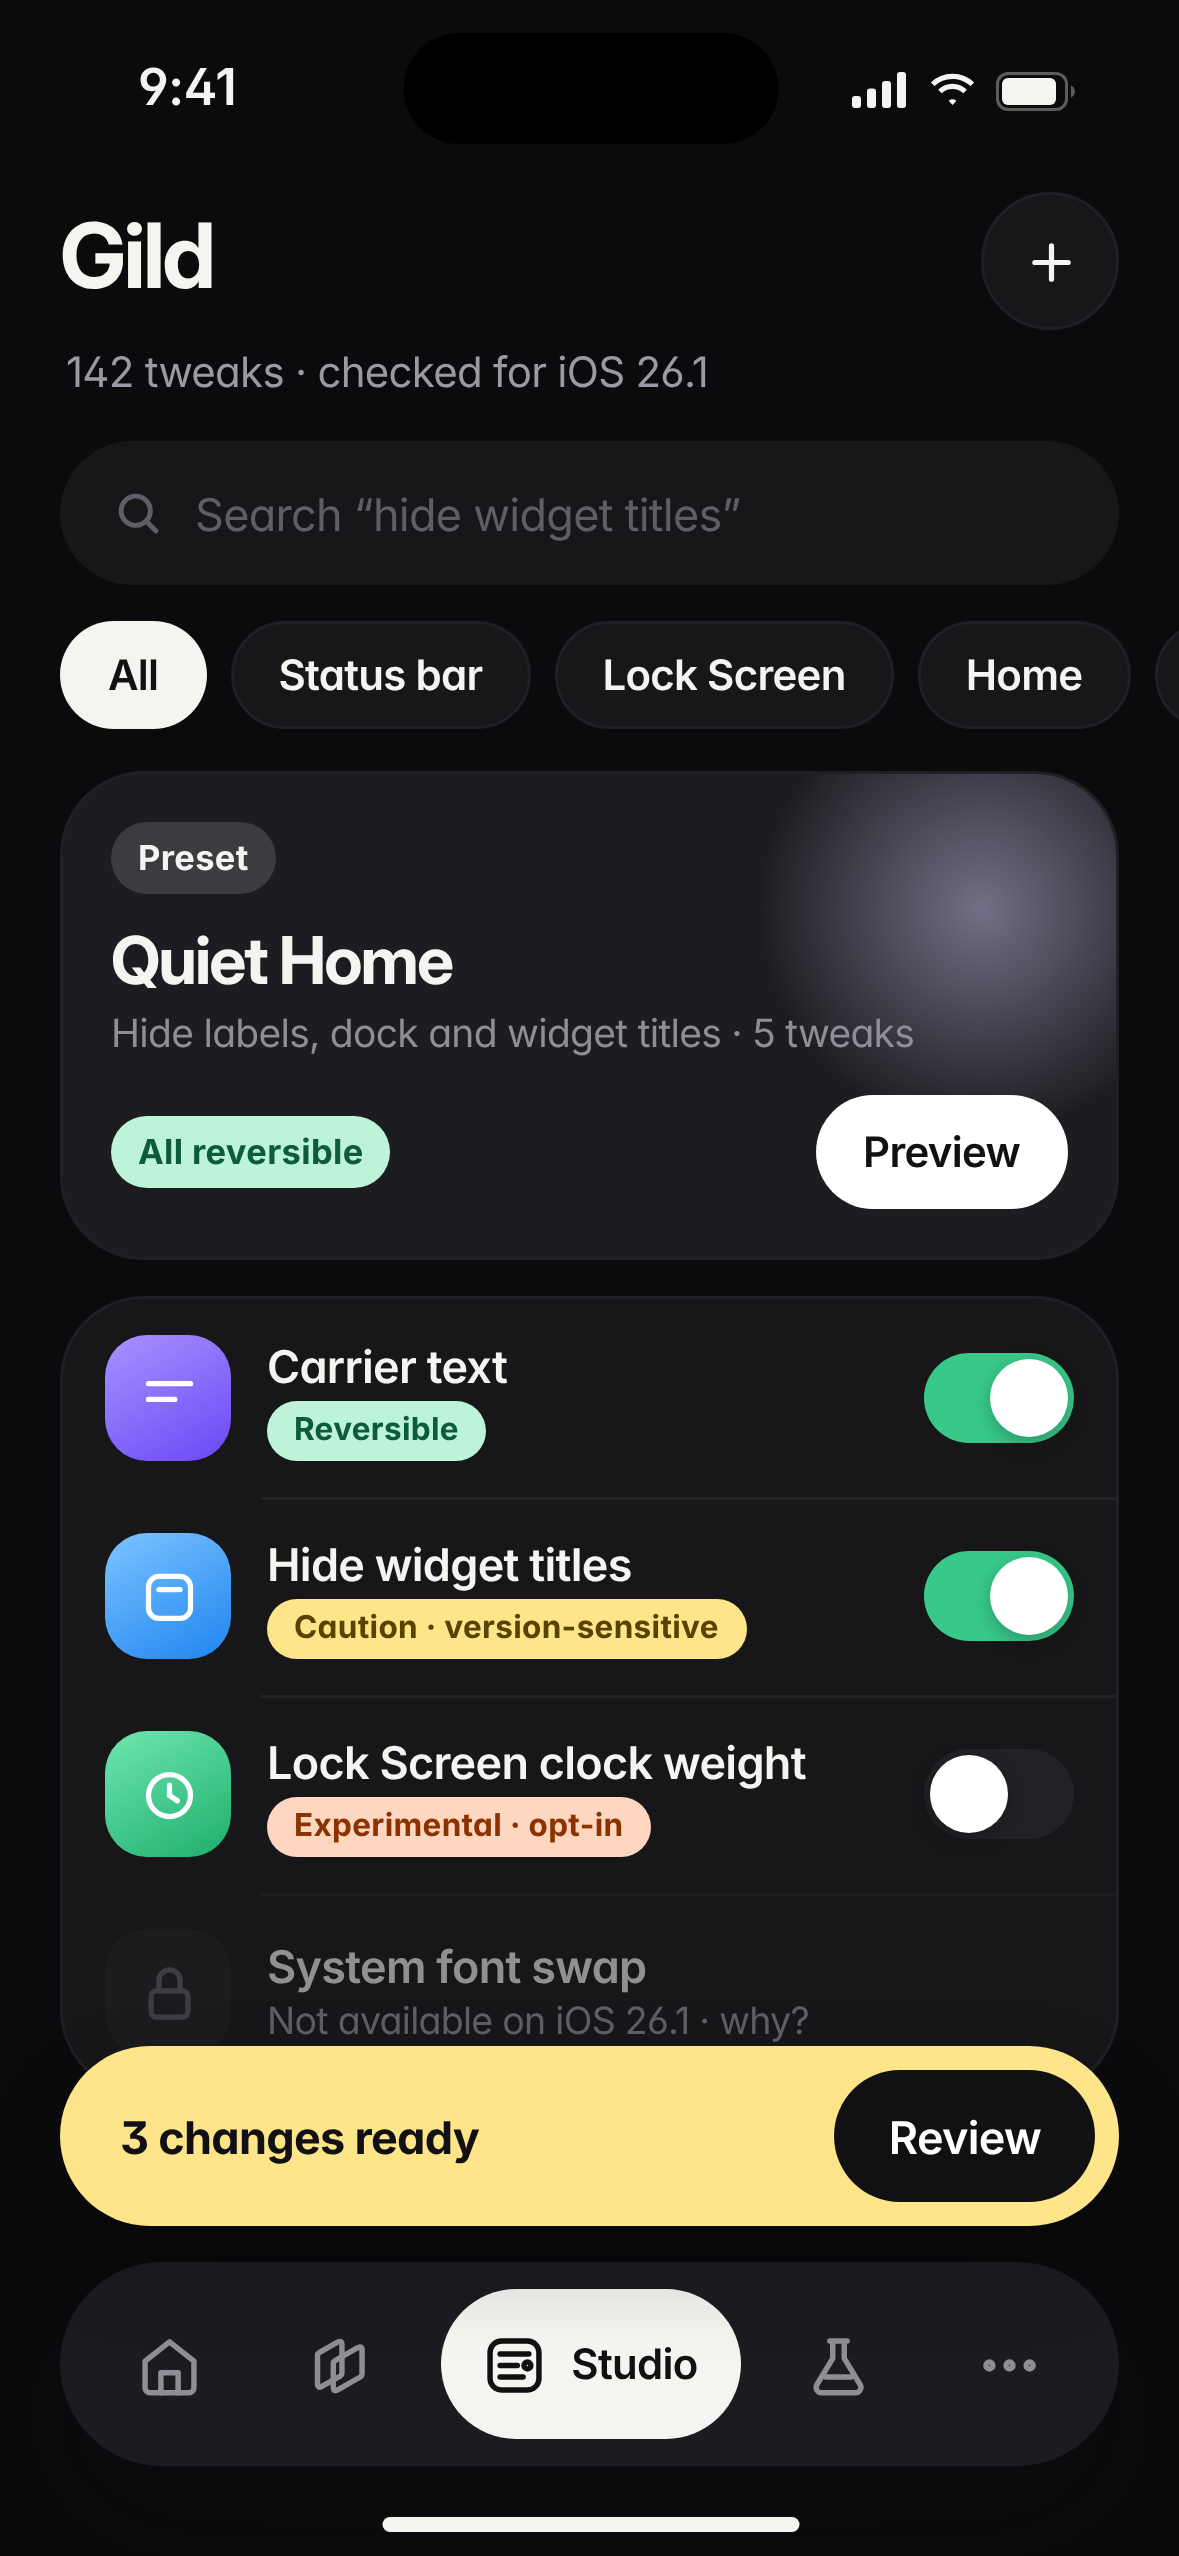 9:41
Gild
142 tweaks · checked for iOS 26.1
Search “hide widget titles”
All
Status bar
Lock Screen
Home
Preset
Quiet Home
Hide labels, dock and widget titles · 5 tweaks
All reversible
Preview
Carrier text
Reversible
Hide widget titles
Caution · version-sensitive
Lock Screen clock weight
Experimental · opt-in
System font swap
Not available on iOS 26.1 · why?
3 changes ready
Review
Studio